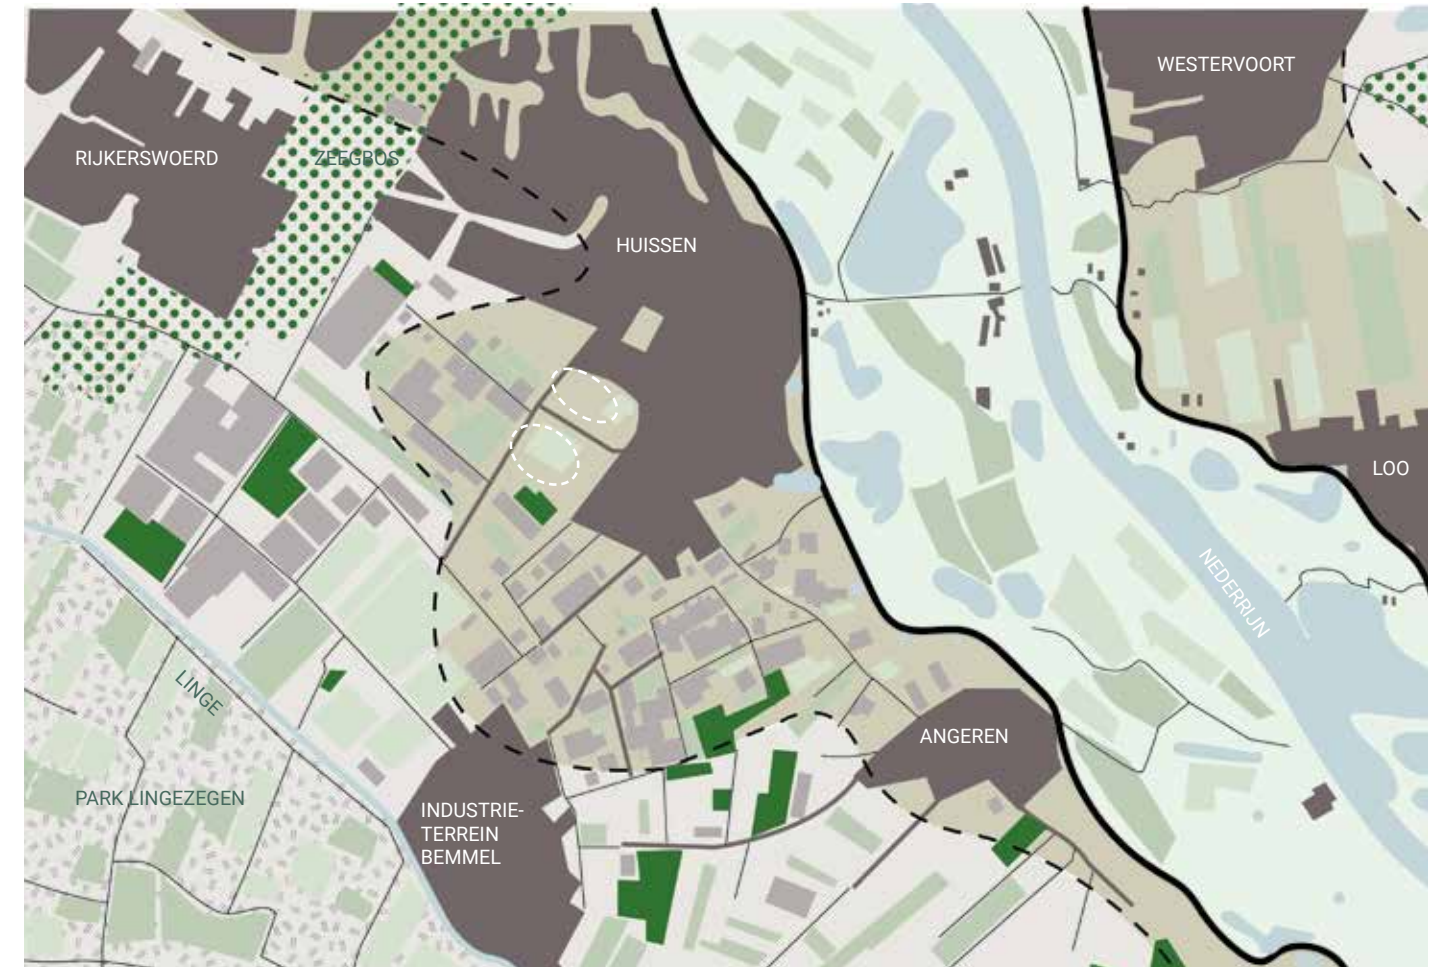 WESTERVOORT
RIJKERSWOERD
ZEEGBOS
HUISSEN
LOO
NEDERRIJN
LINGE
ANGEREN
PARK LINGEZEGEN
INDUSTRIE-
TERREIN
BEMMEL